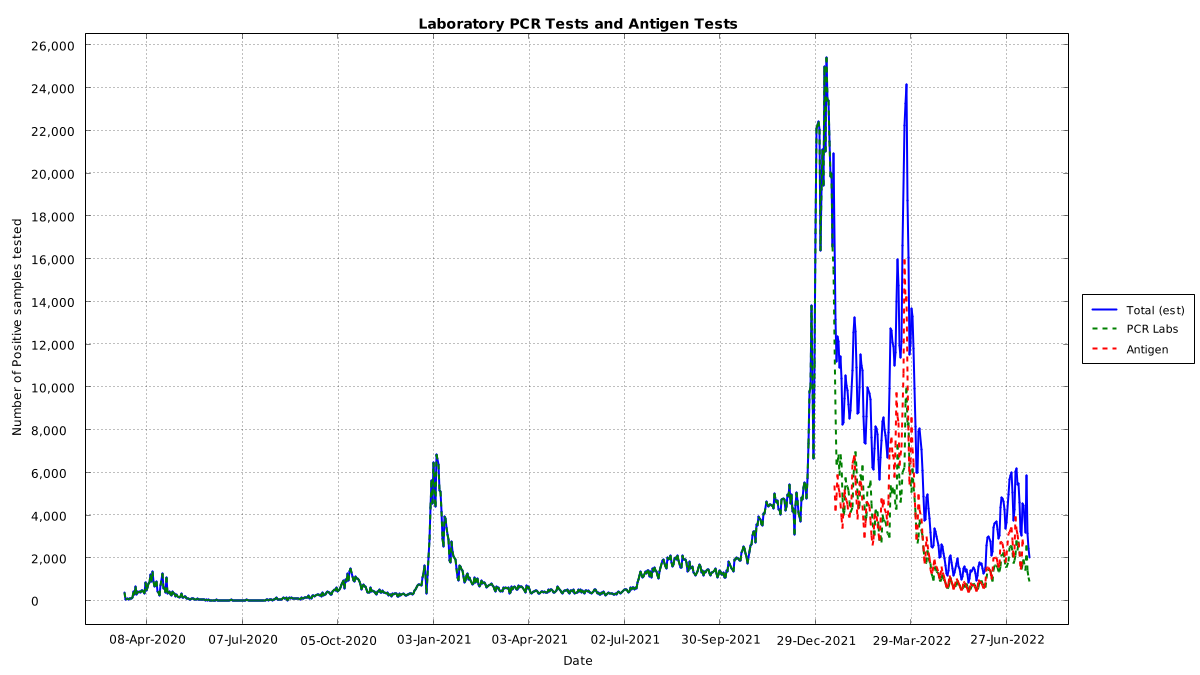 Laboratory PCR Tests and Antigen Tests
26,000
24,000
22,000
20,000
18,000
16,000
14,000
12,000
10,000
8,000
6,000
4,000
2,000
0
Number of Positive samples tested
08-Apr-2020 07-Jul-2020 05-Oct-2020 03-Jan-2021 03-Apr-2021 02-Jul-2021 30-Sep-2021 29-Dec-2021 29-Mar-2022 27-Jun-2022
Date
Total (est)
PCR Labs
Antigen